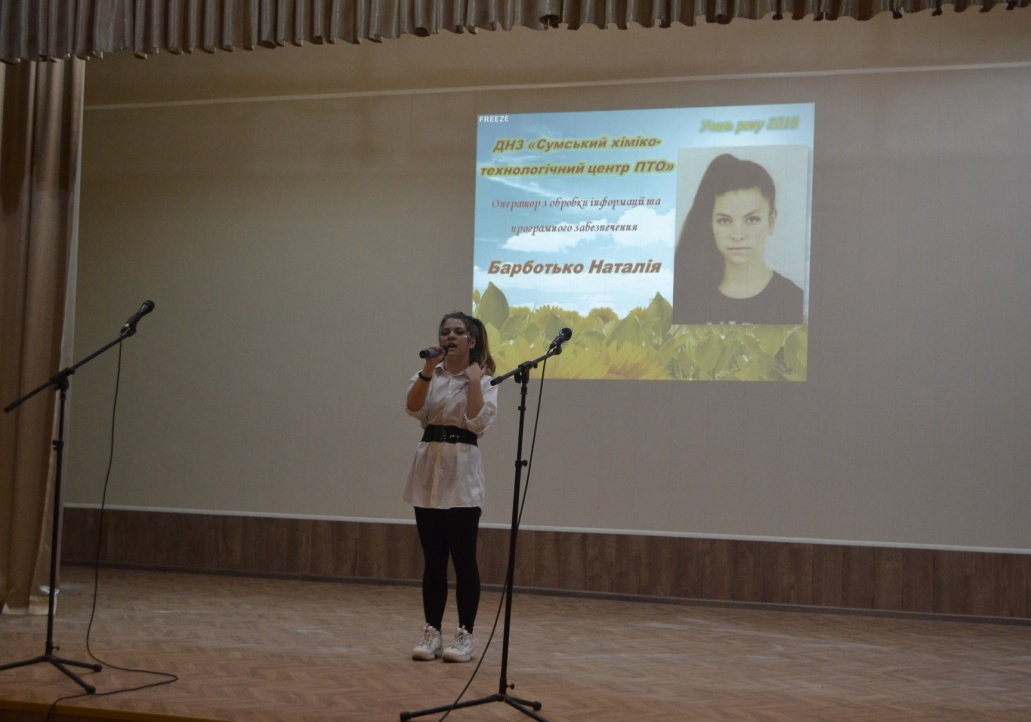 FREEZE
Учень року 2018
ДНЗ «Сумський хіміко-
технологічний центр ПТО»
Оператор з обробки інформації та
програмного забезпечення
Барботько Наталія